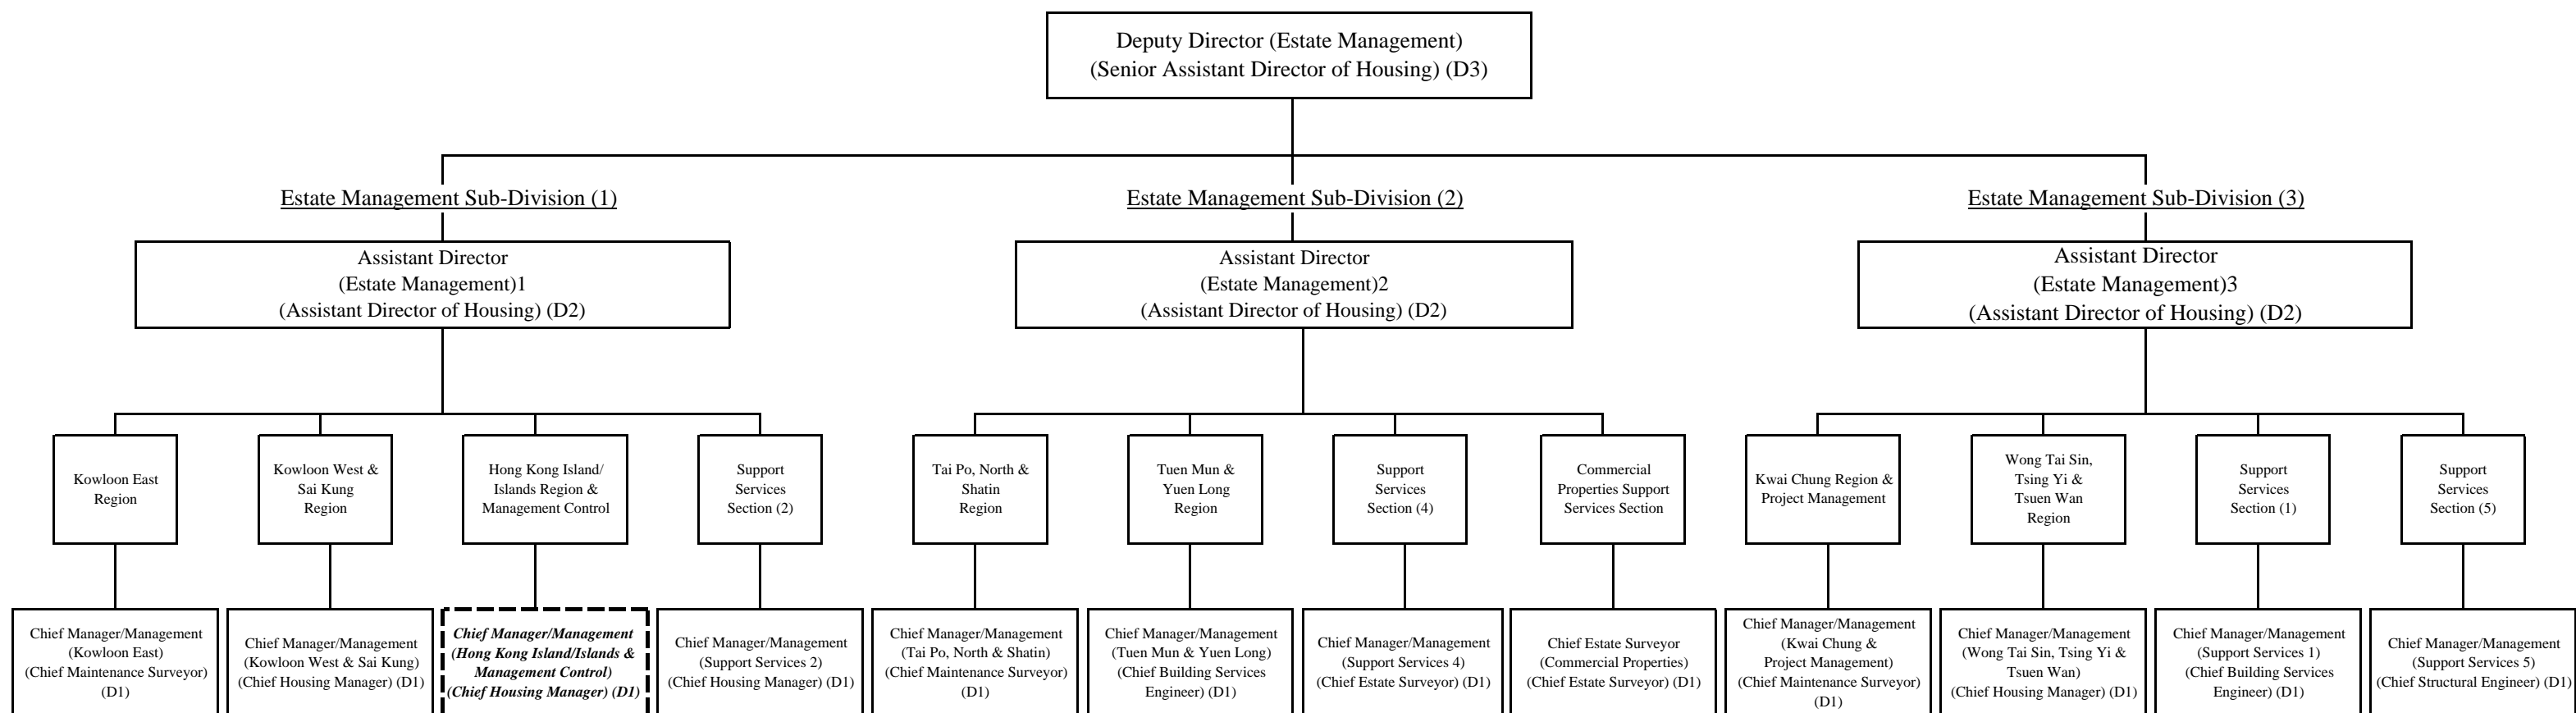 Deputy Director (Estate Management)
(Senior Assistant Director of Housing) (D3)
Estate Management Sub-Division (1)
Estate Management Sub-Division (2)
Estate Management Sub-Division (3)
Assistant Director
(Estate Management)1
(Assistant Director of Housing) (D2)
Assistant Director
(Estate Management)2
(Assistant Director of Housing) (D2)
Assistant Director
(Estate Management)3
(Assistant Director of Housing) (D2)
Kowloon East
Region
Kowloon West &
Sai Kung
Region
Hong Kong Island/
Islands Region &
Management Control
Support
Services
Section (2)
Tai Po, North &
Shatin
Region
Tuen Mun &
Yuen Long
Region
Support
Services
Section (4)
Commercial
Properties Support
Services Section
Kwai Chung Region &
Project Management
Wong Tai Sin,
Tsing Yi &
Tsuen Wan
Region
Support
Services
Section (1)
Support
Services
Section (5)
Chief Manager/Management
(Kowloon East)
(Chief Maintenance Surveyor)
(D1)
Chief Manager/Management
(Kowloon West & Sai Kung)
(Chief Housing Manager) (D1)
Chief Manager/Management
(Hong Kong Island/Islands &
Management Control)
(Chief Housing Manager) (D1)
Chief Manager/Management
(Support Services 2)
(Chief Housing Manager) (D1)
Chief Manager/Management
(Tai Po, North & Shatin)
(Chief Maintenance Surveyor)
(D1)
Chief Manager/Management
(Tuen Mun & Yuen Long)
(Chief Building Services
Engineer) (D1)
Chief Manager/Management
(Support Services 4)
(Chief Estate Surveyor) (D1)
Chief Estate Surveyor
(Commercial Properties)
(Chief Estate Surveyor) (D1)
Chief Manager/Management
(Kwai Chung &
Project Management)
(Chief Maintenance Surveyor)
(D1)
Chief Manager/Management
(Wong Tai Sin, Tsing Yi &
Tsuen Wan)
(Chief Housing Manager) (D1)
Chief Manager/Management
(Support Services 1)
(Chief Building Services
Engineer) (D1)
Chief Manager/Management
(Support Services 5)
(Chief Structural Engineer) (D1)